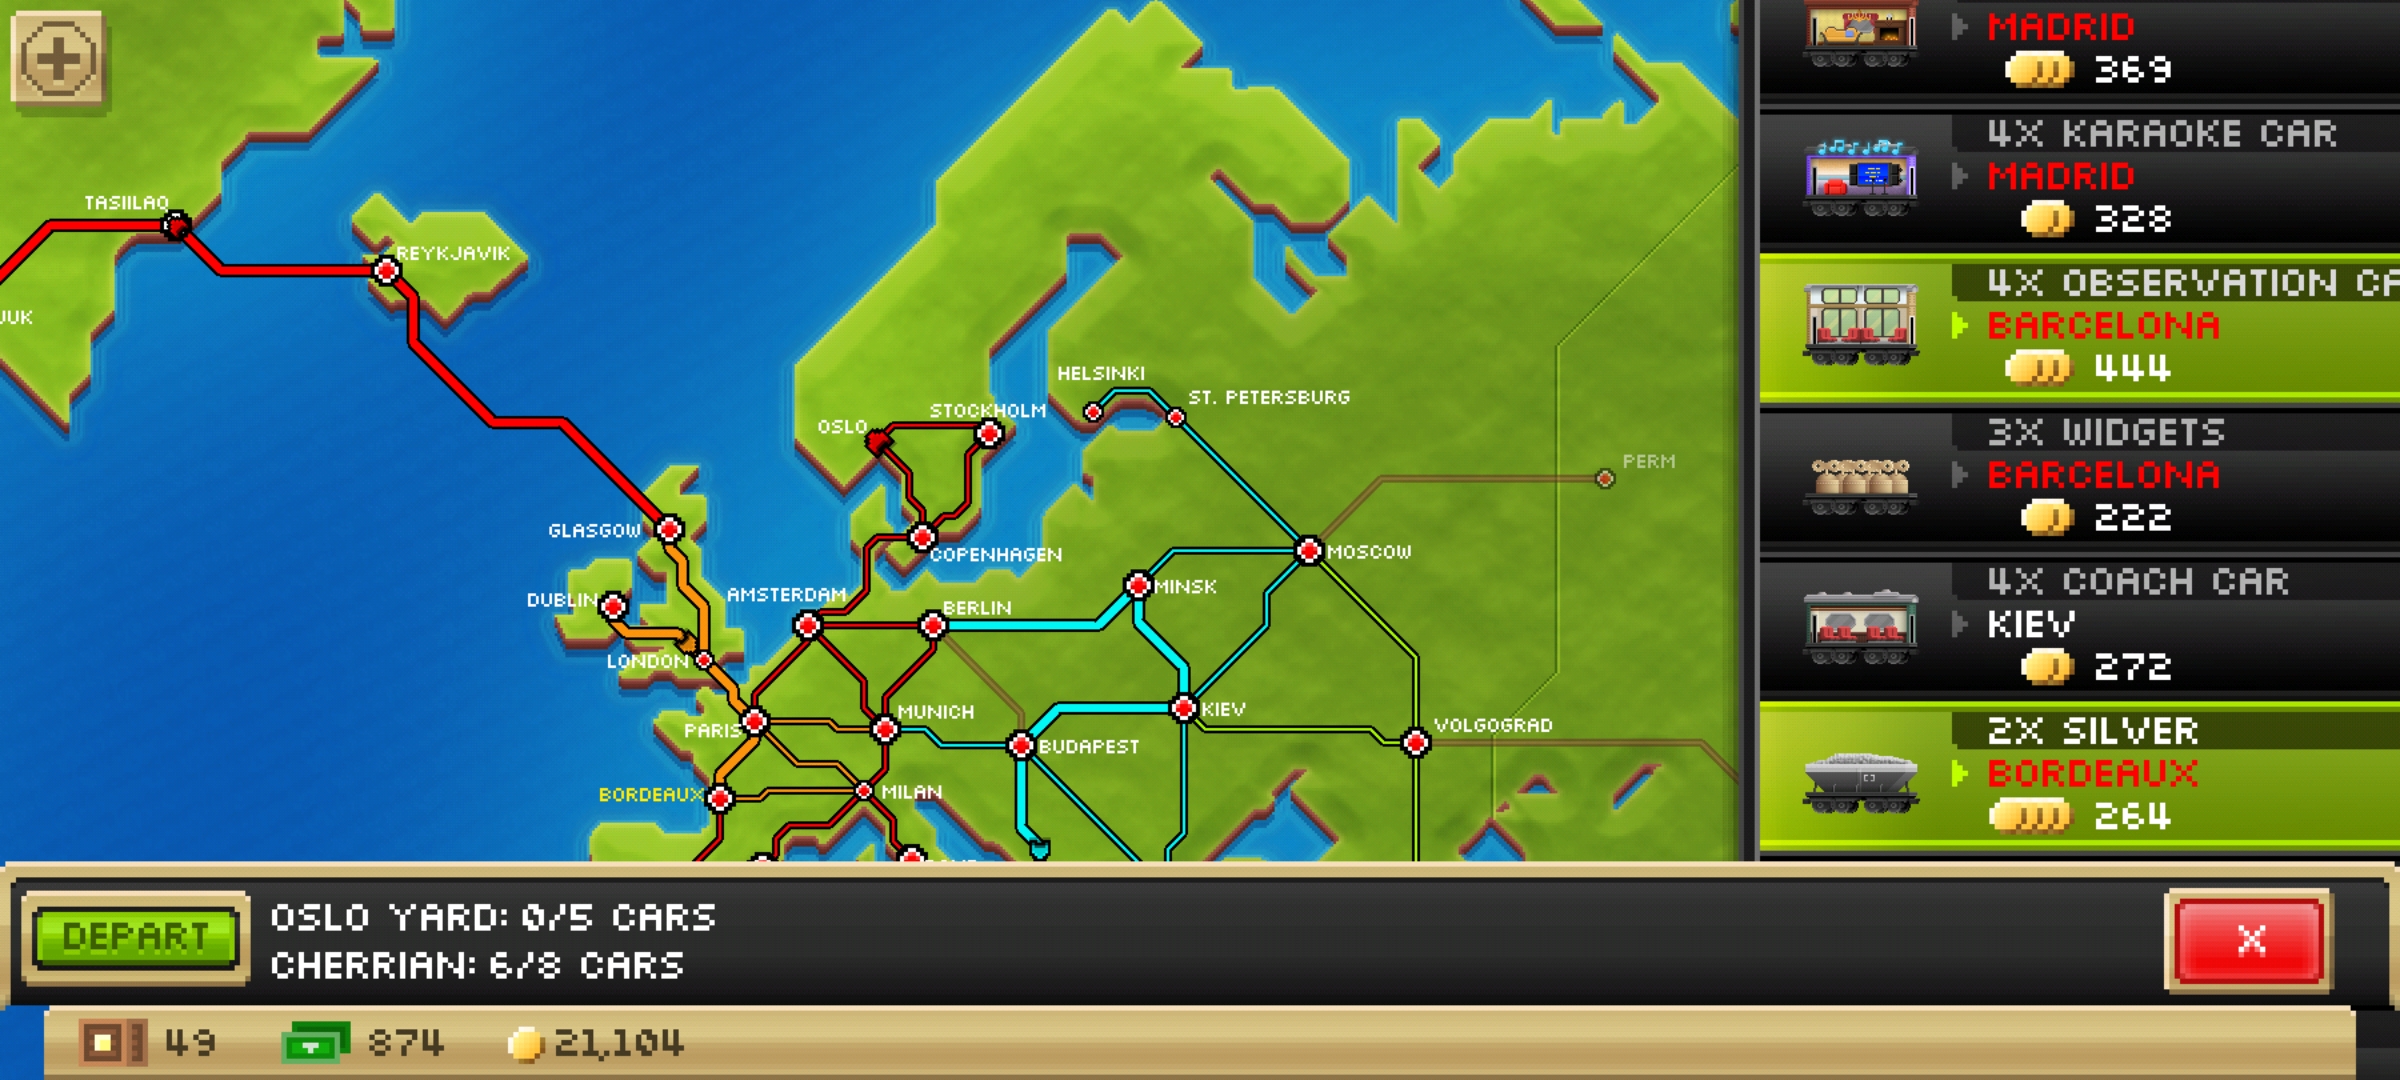 MADRID
369
4X KARAOKE CAR
MADRID
328
4X OBSERVATION CA
BARCELONA
444
3X WIDGETS
BARCELONA
222
4X COACH CAR
KIEV
272
2X SILVER
BORDEAUX
264
TASIILAQ
REYKJAVIK
UUK
HELSINKI
ST. PETERSBURG
STOCKHOLM
OSLO
PERM
GLASGOW
COPENHAGEN
MOSCOW
MINSK
DUBLIN
AMSTERDAM
BERLIN
LONDON
KIEV
MUNICH
PARIS
VOLGOGRAD
BUDAPEST
BORDEAUX
MILAN
DEPART
OSLO YARD: 0/5 CARS
CHERRIAN: 6/8 CARS
X
49
874
21,104